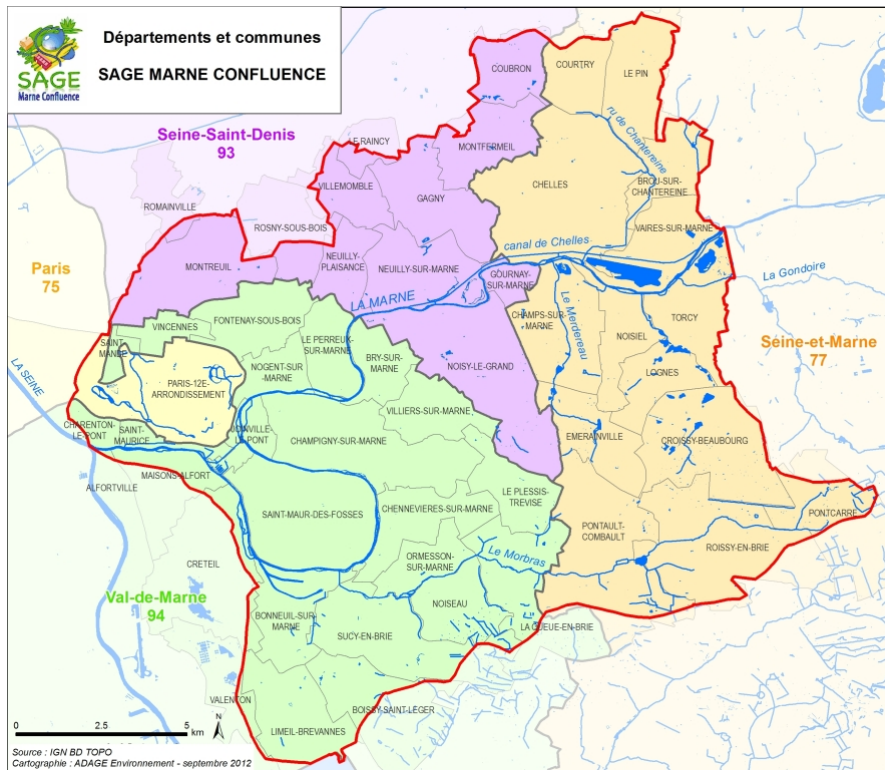 Départements et communes
SAGE MARNE CONFLUENCE
SAGE
Marne Confluence
Seine-Saint-Denis
93
Paris
75
Séine-et-Marne
77
Val-de-Marne
94
COUBRON
COURTRY
LE PIN
ru de Chantereine
LE RAINCY
MONTFERMEIL
VILLEMOMBLE
GAGNY
CHELLES
BROU-SUR-
CHANTEREINE
ROMAINVILLE
ROSNY-SOUS-BOIS
VAIRES-SUR-MARNE
canal de Chelles
MONTREUIL
NEUILLY-
PLAISANCE
NEUILLY-SUR-MARNE
GOURNAY-
SUR-MARNE
La Gondoire
LA MARNE
Le Merdereau
CHAMPS-SUR-
MARNE
NOISIEL
TORCY
VINCENNES
FONTENAY-SOUS-BOIS
SAINT-
MANDE
LE PERREUX-
SUR-MARNE
BRY-SUR-
MARNE
NOGENT-SUR
MARNE
NOISY-LE-GRAND
LOGNES
LA SEINE
PARIS-12E-
ARRONDISSEMENT
VILLIERS-SUR-MARNE
CHARENTON-
LE-PONT
SAINT-
MAURICE
JOINVILLE-
LE-PONT
CHAMPIGNY-SUR-MARNE
EMERAINVILLE
CROISSY-BEAUBOURG
ALFORTVILLE
MAISONS-ALFORT
SAINT-MAUR-DES-FOSSES
CHENNEVIERES-SUR-MARNE
LE PLESSIS-
TREVISE
PONTCARRE
PONTAULT-
COMBAULT
ROISSY-EN-BRIE
ORMESSON-
SUR-MARNE
Le Morbras
CRETEIL
NOISEAU
BONNEUIL-SUR-
MARNE
SUCY-EN-BRIE
LA QUEUE-EN-BRIE
VALENTON
BOISSY-SAINT-LEGER
LIMEIL-BREVANNES
0
2.5
5
km
N
Source : IGN BD TOPO
Cartographie : ADAGE Environnement - septembre 2012